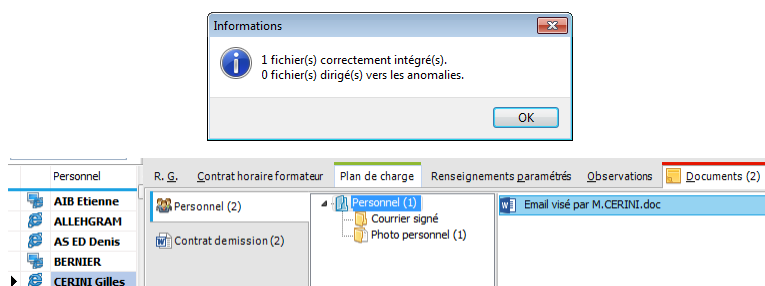 Informations
1 fichier(s) correctement intégré(s).
0 fichier(s) dirigé(s) vers les anomalies.
OK
Personnel
R. G.
Contrat horaire formateur
Plan de charge
Renseignements paramétrés
Observations
Documents (2)
AIB Etienne
ALLEHGRAM
AS ED Denis
BERNIER
CERINI Gilles
Personnel (2)
Contrat demission (2)
Personnel (1)
Courrier signé
Photo personnel (1)
Email visé par M.CERINI.doc